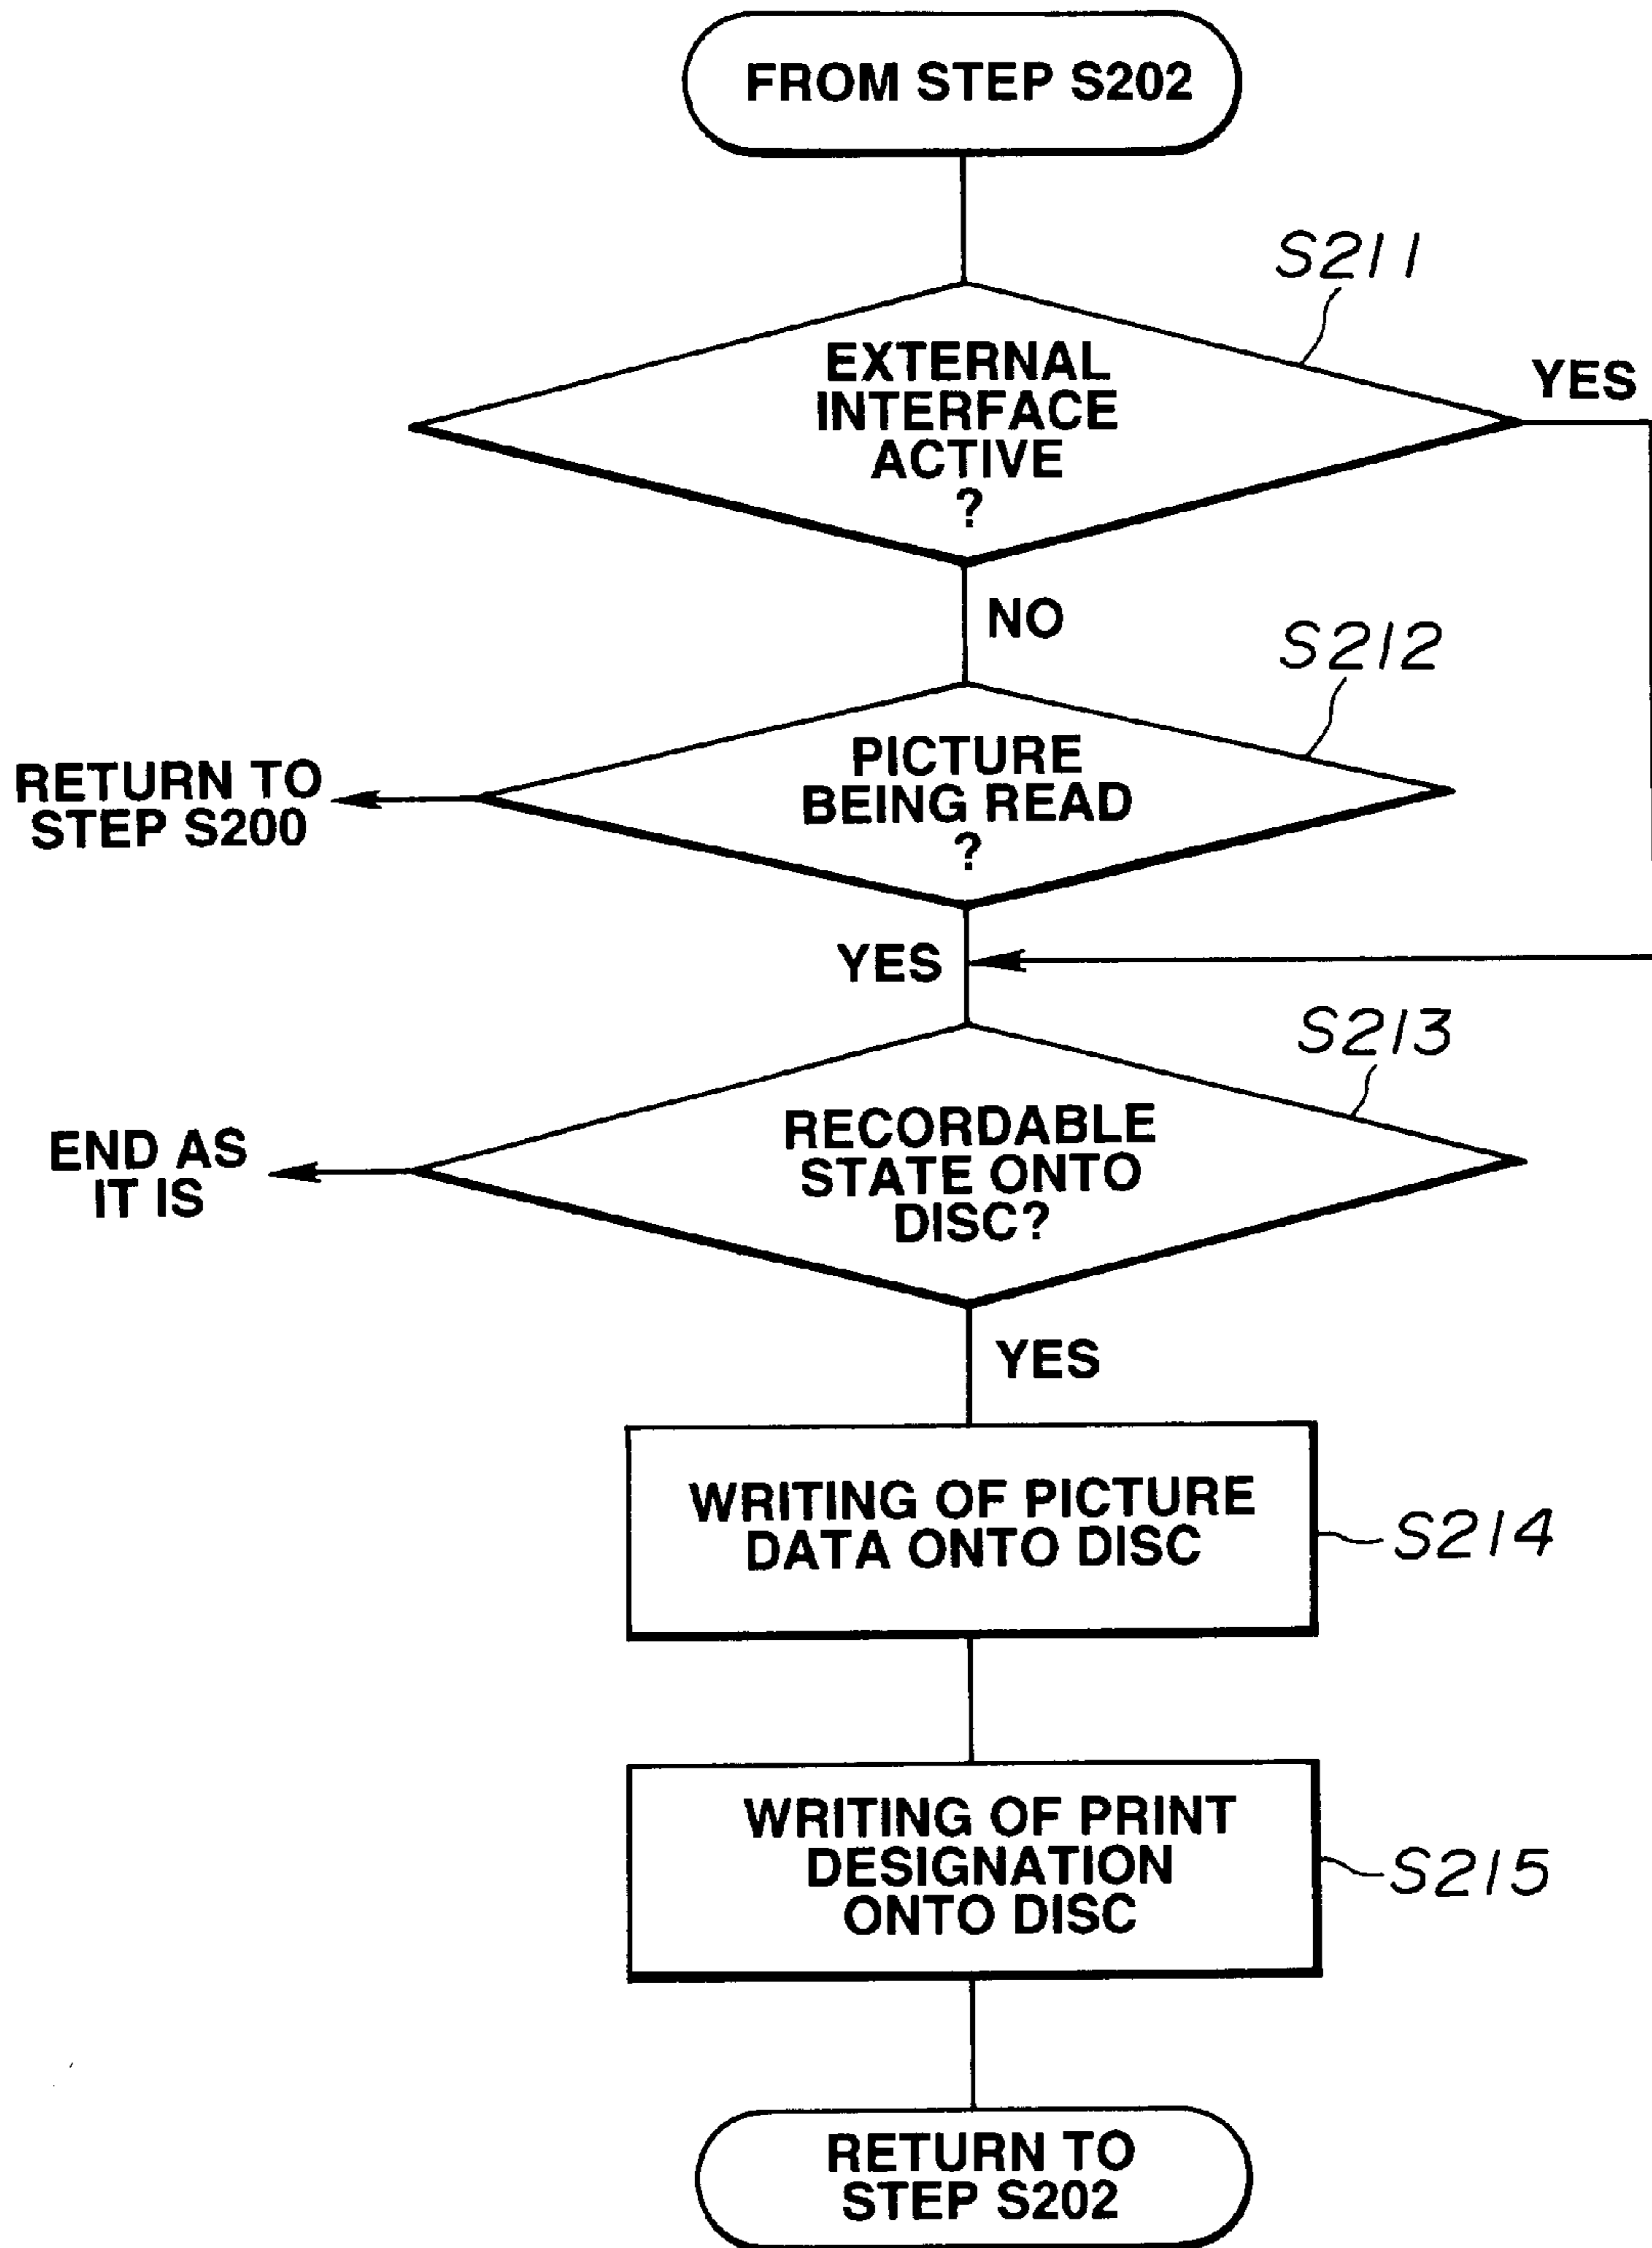 FROM STEP S202
S211
EXTERNAL
INTERFACE
ACTIVE
?
YES
NO
S212
PICTURE
BEING READ
?
RETURN TO
STEP S200
YES
S213
RECORDABLE
STATE ONTO
DISC?
END AS
IT IS
YES
WRITING OF PICTURE
DATA ONTO DISC
S214
WRITING OF PRINT
DESIGNATION
ONTO DISC
S215
RETURN TO
STEP S202